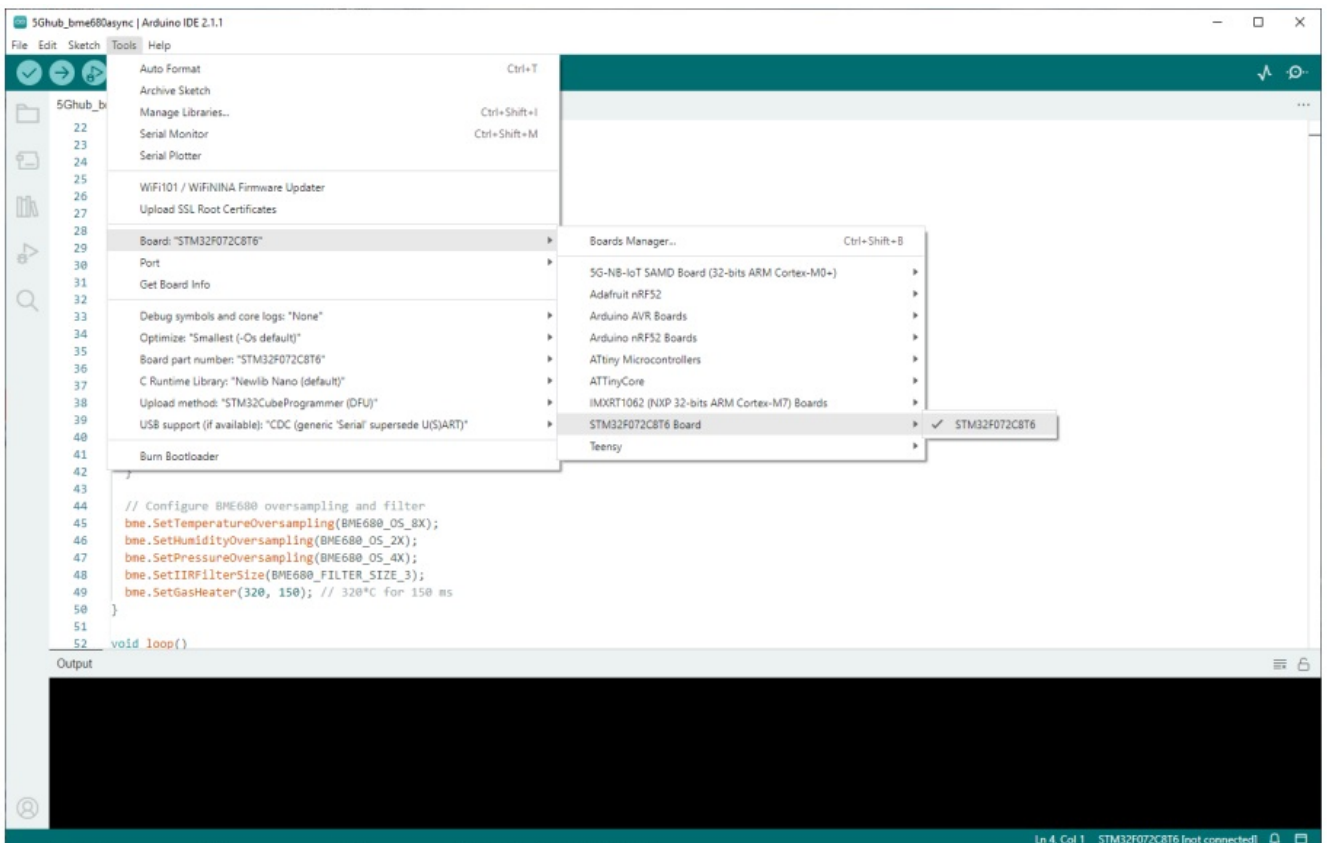 5Ghub_bme680async | Arduino IDE 2.1.1
File Edit Sketch Tools Help
5Ghub_b
Auto Format Ctrl+T
Archive Sketch
Manage Libraries... Ctrl+Shift+I
Serial Monitor Ctrl+Shift+M
Serial Plotter
WiFi101 / WiFiNINA Firmware Updater
Upload SSL Root Certificates
Board: "STM32F072C8T6"
Port
Get Board Info
Debug symbols and core logs: "None"
Optimize: "Smallest (-Os default)"
Board part number: "STM32F072C8T6"
C Runtime Library: "Newlib Nano (default)"
Upload method: "STM32CubeProgrammer (DFU)"
USB support (if available): "CDC (generic 'Serial' supersede U(S)ART)"
Burn Bootloader
Boards Manager... Ctrl+Shift+B
5G-NB-IoT SAMD Board (32-bits ARM Cortex-M0+)
Adafruit nRF52
Arduino AVR Boards
Arduino nRF52 Boards
ATtiny Microcontrollers
ATTinyCore
IMXRT1062 (NXP 32-bits ARM Cortex-M7) Boards
STM32F072C8T6 Board
Teensy
STM32F072C8T6
22
23
24
25
26
27
28
29
30
31
32
33
34
35
36
37
38
39
40
41
42 }
43
44 // Configure BME680 oversampling and filter
45 bme.SetTemperatureOversampling(BME680_OS_8X);
46 bme.SetHumidityOversampling(BME680_OS_2X);
47 bme.SetPressureOversampling(BME680_OS_4X);
48 bme.SetIIRFilterSize(BME680_FILTER_SIZE_3);
49 bme.SetGasHeater(320, 150); // 320*C for 150 ms
50 }
51
52 void loop()
Output
Ln 4, Col 1 STM32F072C8T6 [not connected]